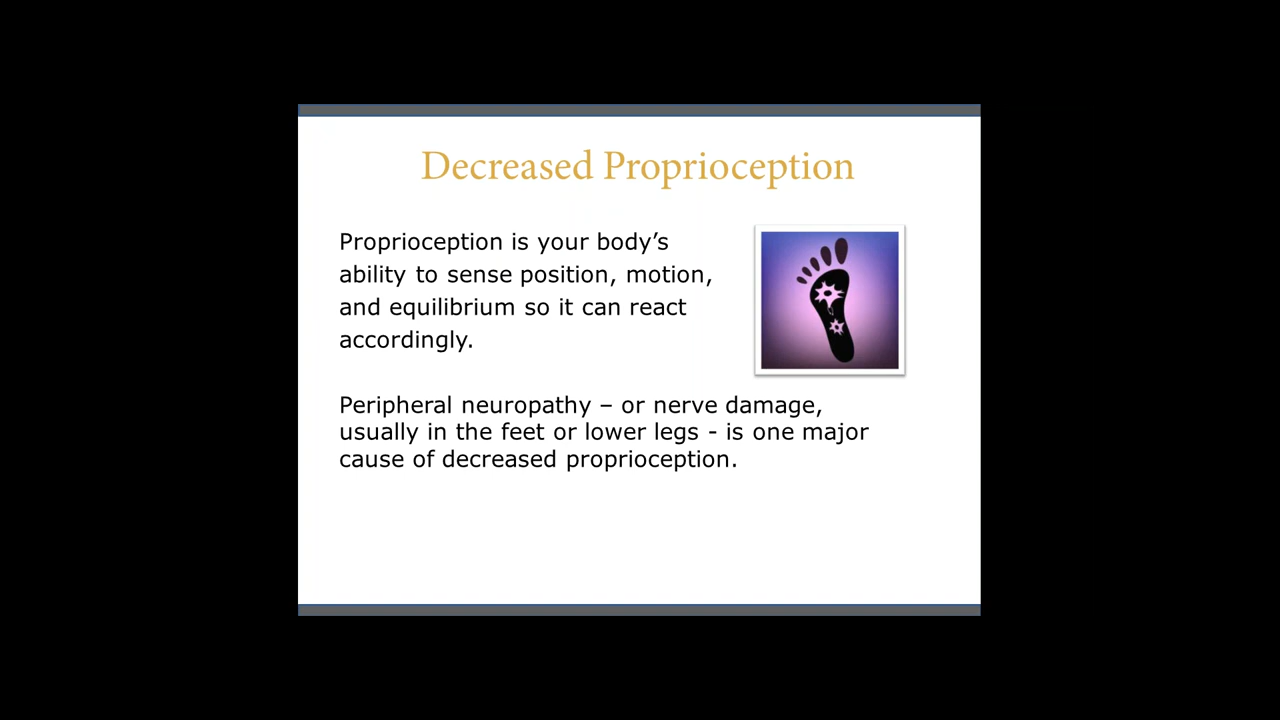 Decreased Proprioception
Proprioception is your body’s
ability to sense position, motion,
and equilibrium so it can react
accordingly.
Peripheral neuropathy – or nerve damage,
usually in the feet or lower legs - is one major
cause of decreased proprioception.